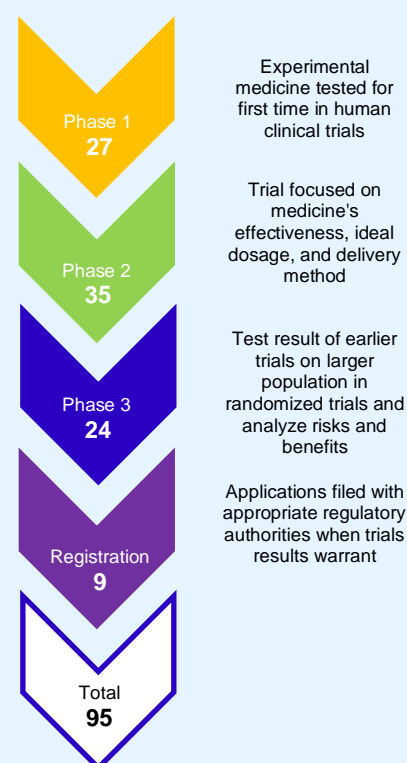 Phase 1
27
Experimental
medicine tested for
first time in human
clinical trials
Phase 2
35
Trial focused on
medicine's
effectiveness, ideal
dosage, and delivery
method
Phase 3
24
Test result of earlier
trials on larger
population in
randomized trials and
analyze risks and
benefits
Registration
9
Applications filed with
appropriate regulatory
authorities when trials
results warrant
Total
95